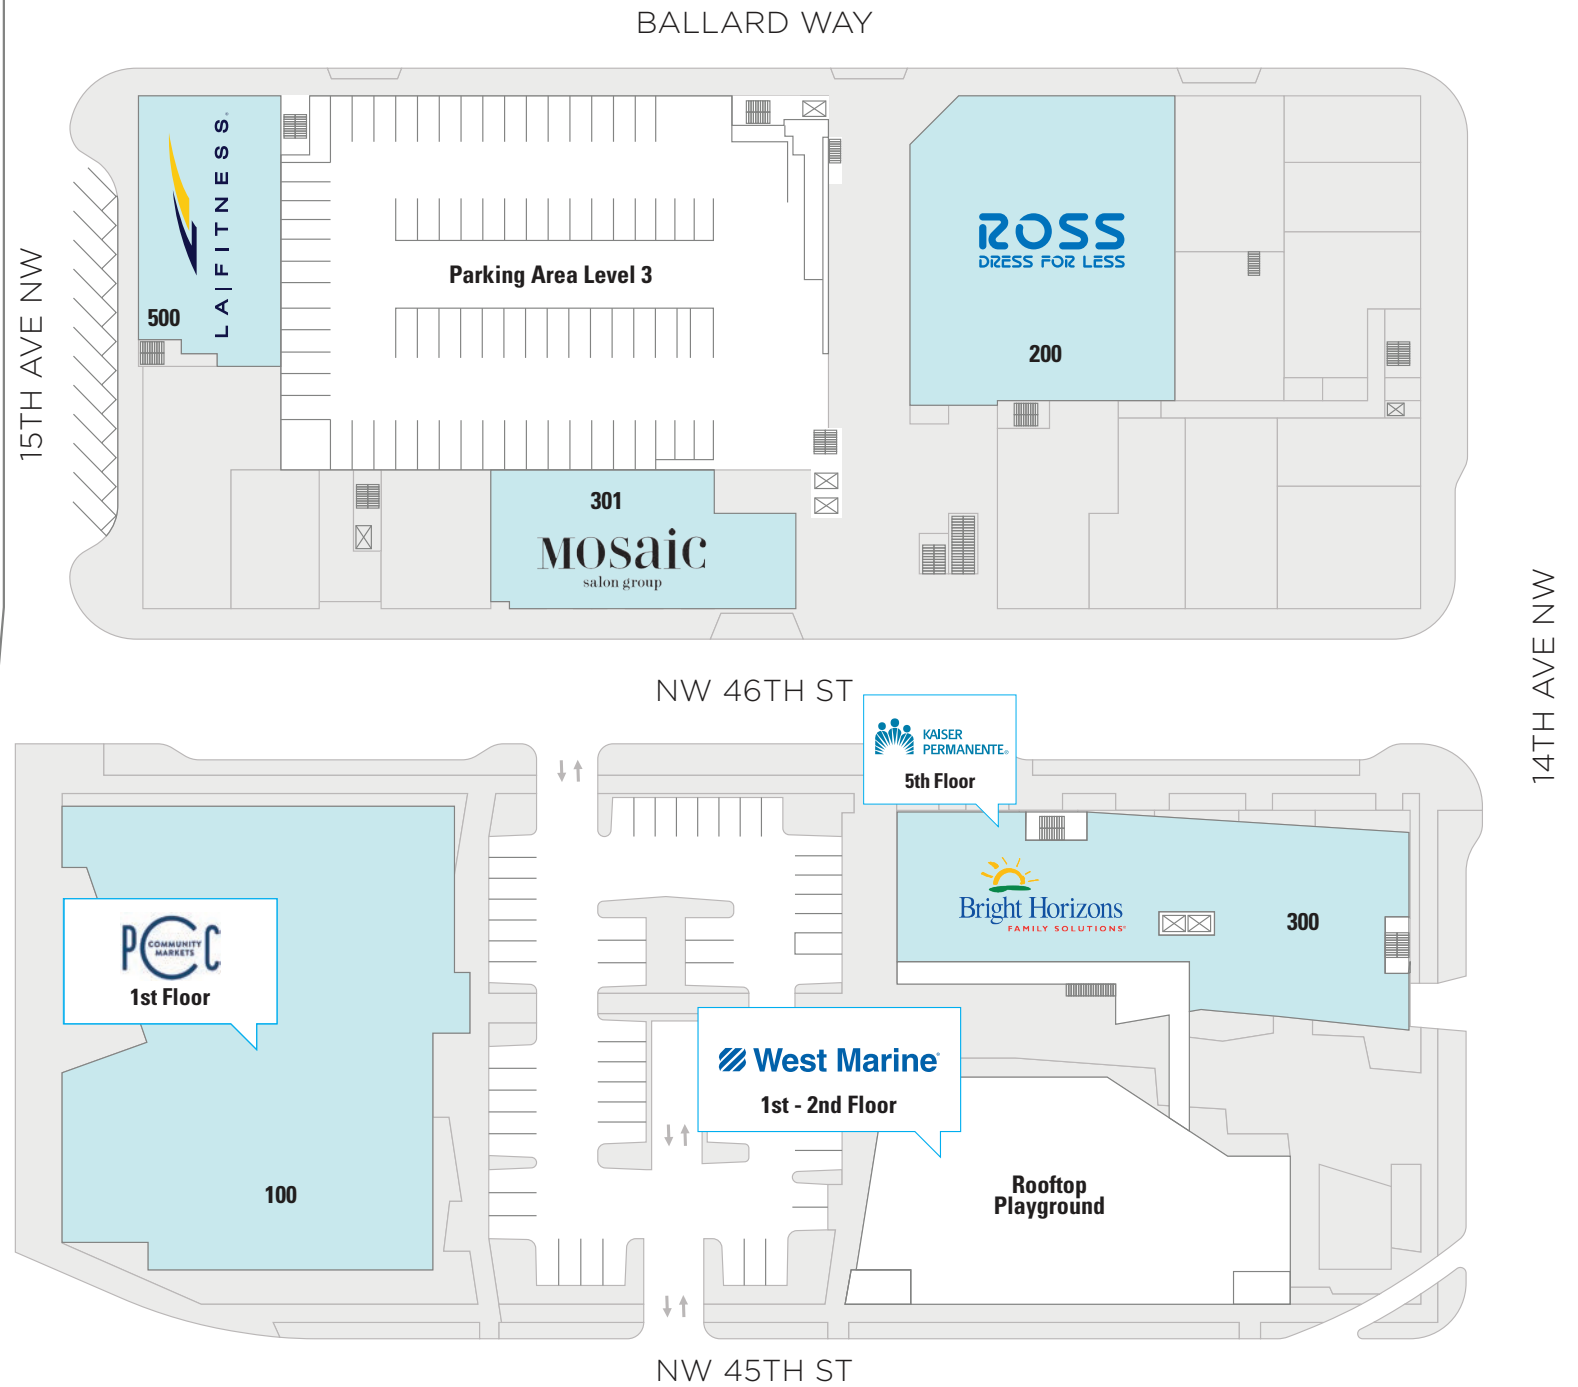 BALLARD WAY
15TH AVE NW
LA|FITNESS.
500
Parking Area Level 3
ROSS
DRESS FOR LESS
200
301
MOSaic
salon group
14TH AVE NW
NW 46TH ST
KAISER
PERMANENTE®
5th Floor
PCC
COMMUNITY
MARKETS
1st Floor
100
Bright Horizons
FAMILY SOLUTIONS®
300
West Marine®
1st - 2nd Floor
Rooftop
Playground
NW 45TH ST